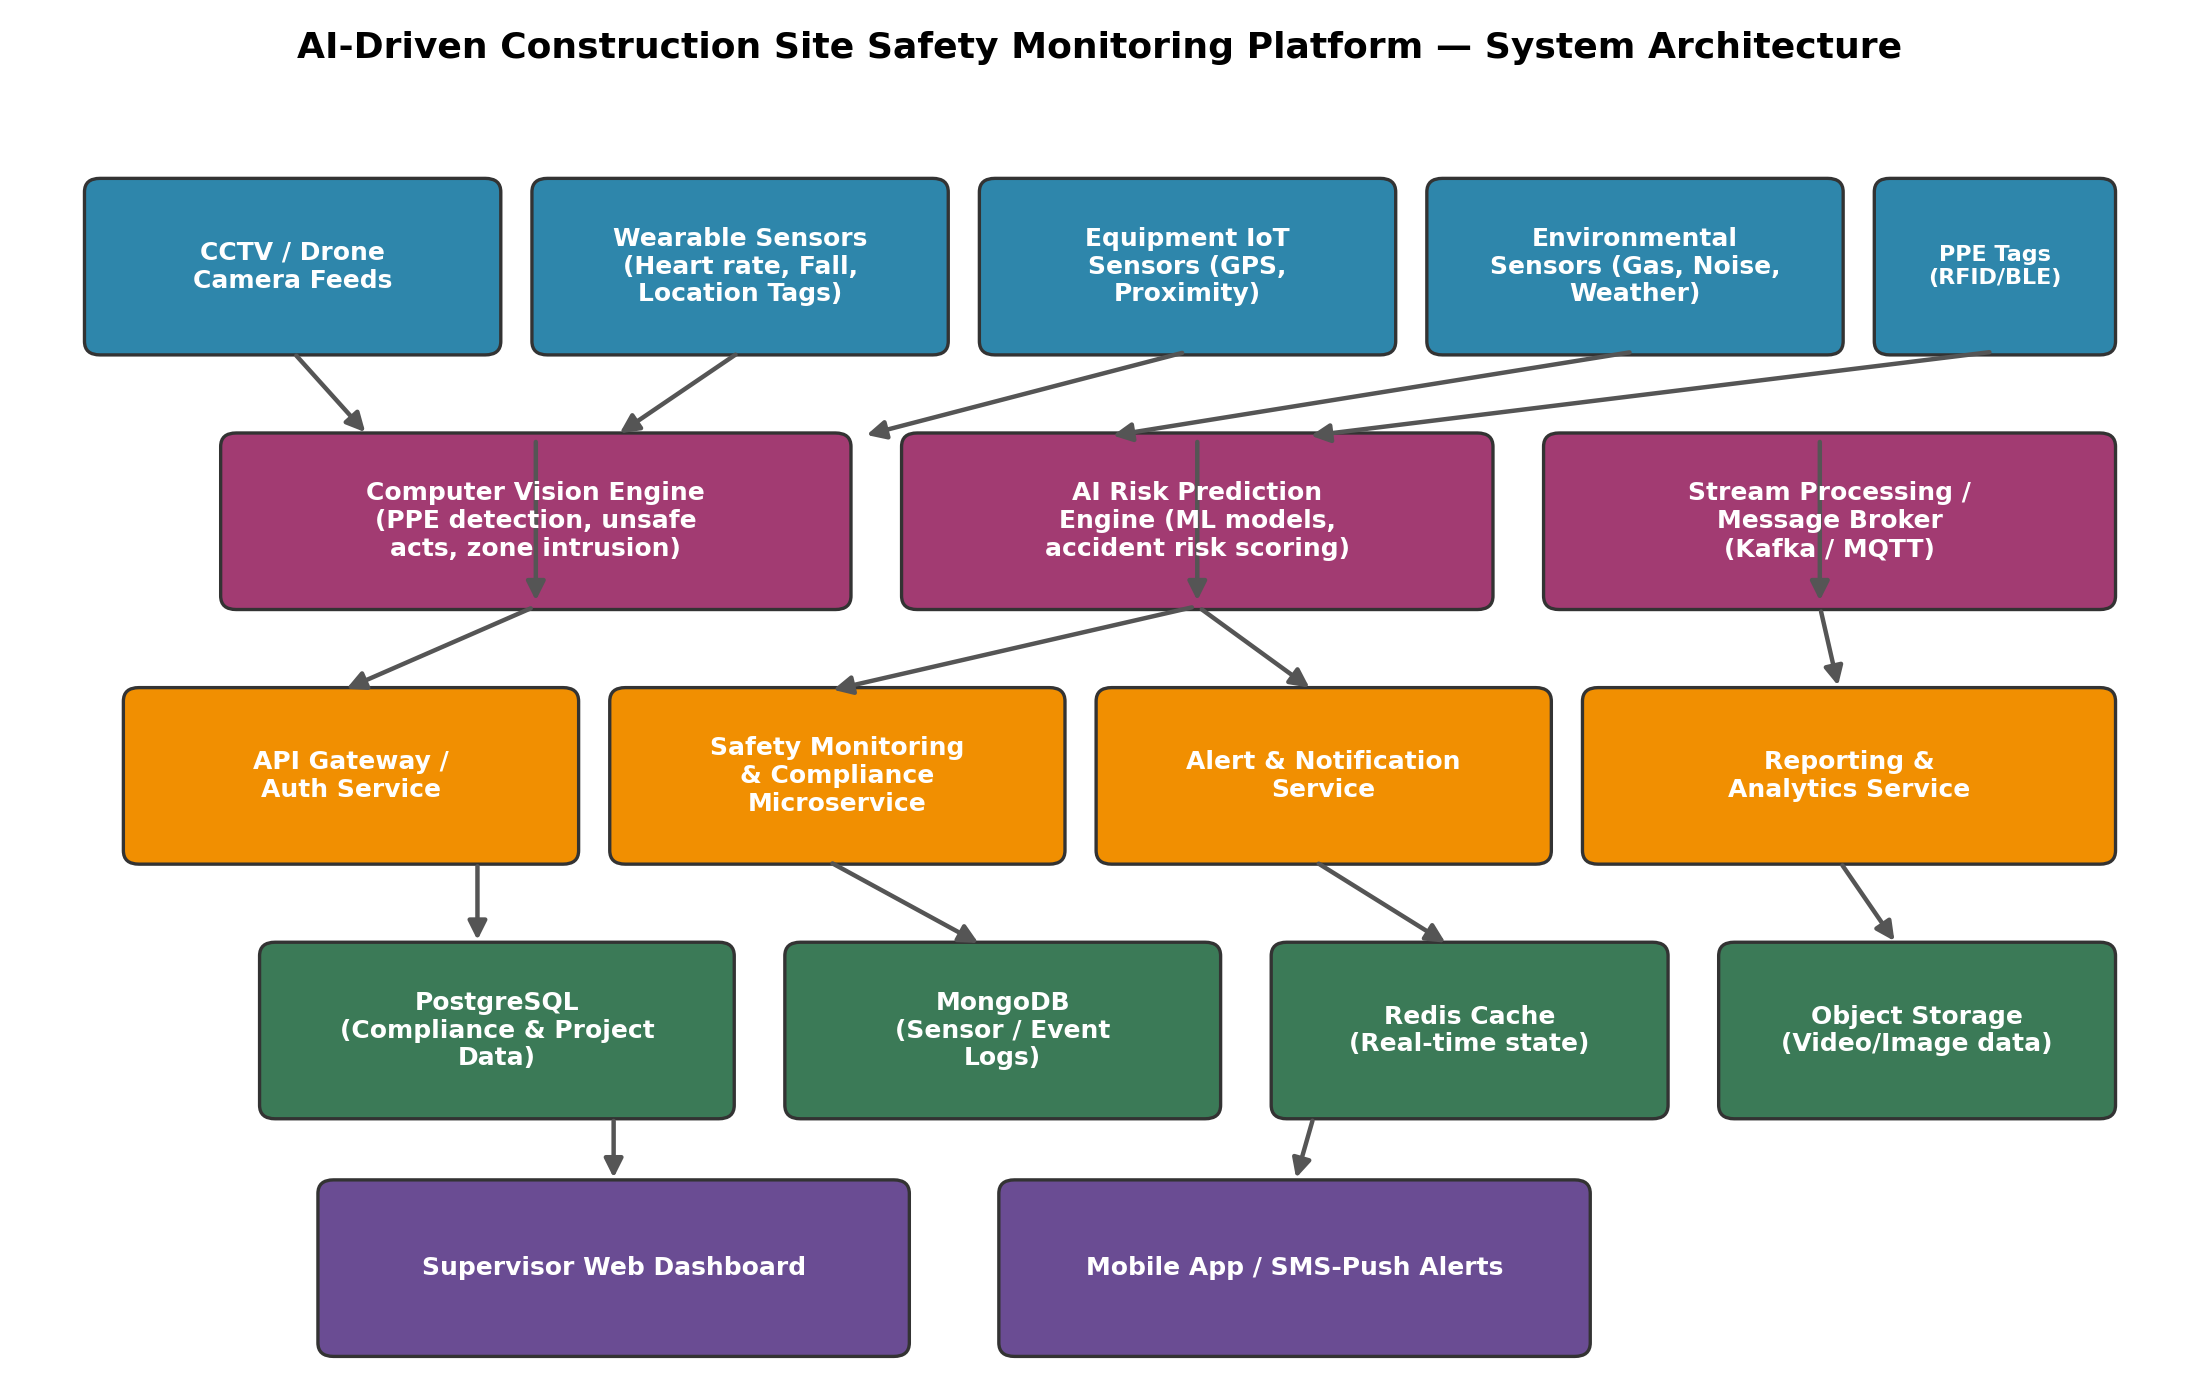 AI-Driven Construction Site Safety Monitoring Platform — System Architecture
CCTV / Drone
Camera Feeds
Wearable Sensors
(Heart rate, Fall,
Location Tags)
Equipment IoT
Sensors (GPS,
Proximity)
Environmental
Sensors (Gas, Noise,
Weather)
PPE Tags
(RFID/BLE)
Computer Vision Engine
(PPE detection, unsafe
acts, zone intrusion)
AI Risk Prediction
Engine (ML models,
accident risk scoring)
Stream Processing /
Message Broker
(Kafka / MQTT)
API Gateway /
Auth Service
Safety Monitoring
& Compliance
Microservice
Alert & Notification
Service
Reporting &
Analytics Service
PostgreSQL
(Compliance & Project
Data)
MongoDB
(Sensor / Event
Logs)
Redis Cache
(Real-time state)
Object Storage
(Video/Image data)
Supervisor Web Dashboard
Mobile App / SMS-Push Alerts